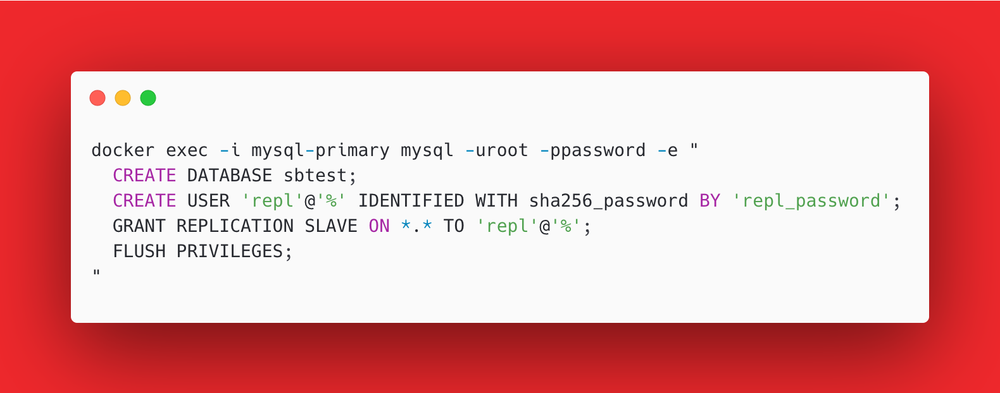 docker exec -i mysql-primary mysql -uroot -ppassword -e "
  CREATE DATABASE sbtest;
  CREATE USER 'repl'@'%' IDENTIFIED WITH sha256_password BY 'repl_password';
  GRANT REPLICATION SLAVE ON *.* TO 'repl'@'%';
  FLUSH PRIVILEGES;
"